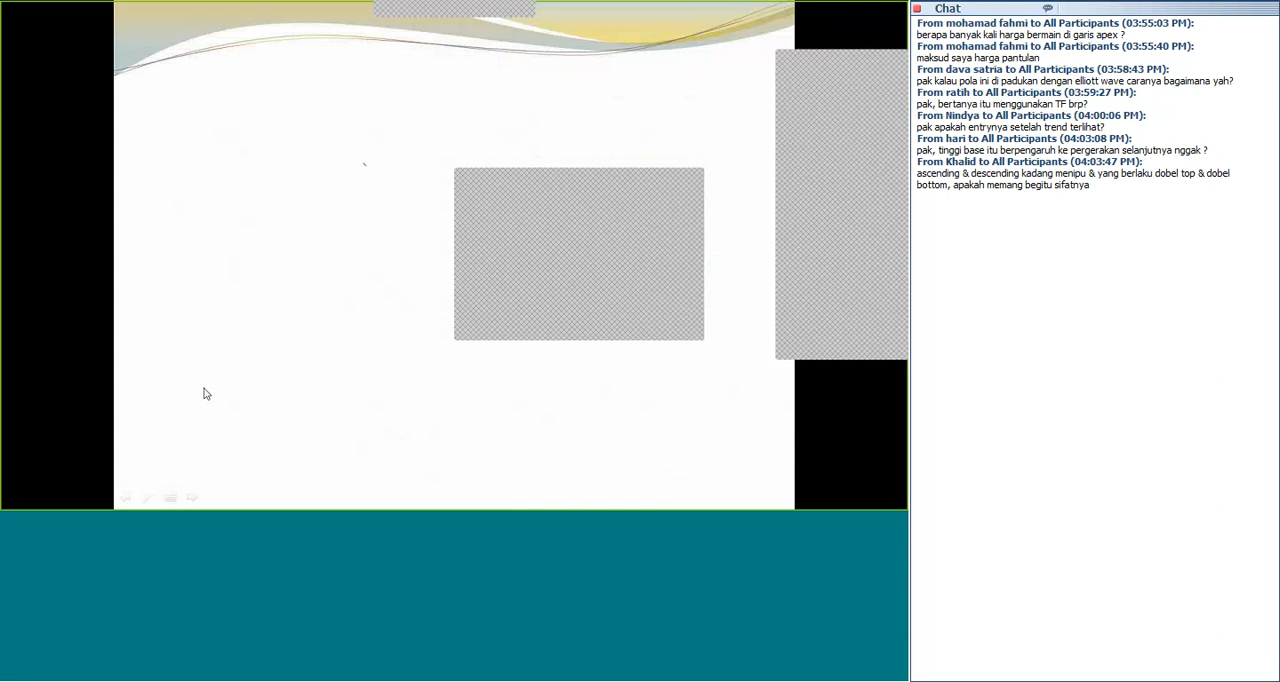 Chat
From mohamad fahmi to All Participants (03:55:03 PM):
berapa banyak kali harga bermain di garis apex ?
From mohamad fahmi to All Participants (03:55:40 PM):
maksud saya harga pantulan
From dava satria to All Participants (03:58:43 PM):
pak kalau pola ini di padukan dengan elliott wave caranya bagaimana yah?
From ratih to All Participants (03:59:27 PM):
pak, bertanya itu menggunakan TF brp?
From Nindya to All Participants (04:00:06 PM):
pak apakah entrynya setelah trend terlihat?
From hari to All Participants (04:03:08 PM):
pak, tinggi base itu berpengaruh ke pergerakan selanjutnya nggak ?
From Khalid to All Participants (04:03:47 PM):
ascending & descending kadang menipu & yang berlaku dobel top & dobel
bottom, apakah memang begitu sifatnya